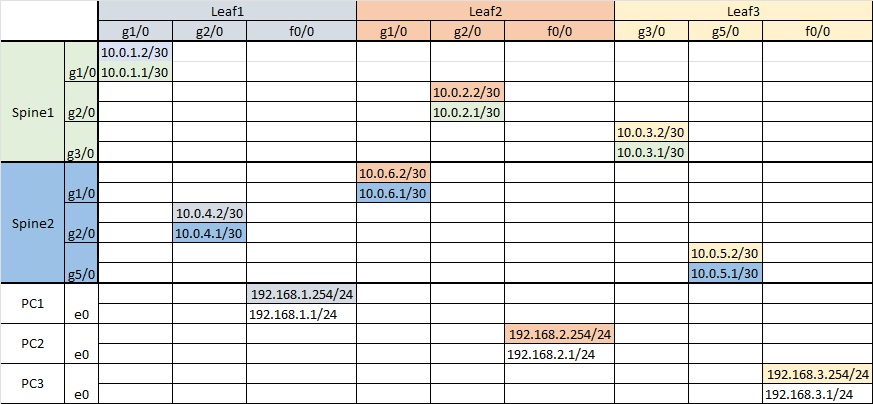 Leaf1 Leaf2 Leaf3
g1/0 g2/0 f0/0 g1/0 g2/0 f0/0 g3/0 g5/0 f0/0
10.0.1.2/30
Spine1 g1/0 10.0.1.1/30
10.0.2.2/30
g2/0 10.0.2.1/30
10.0.3.2/30
g3/0 10.0.3.1/30
10.0.6.2/30
Spine2 g1/0 10.0.6.1/30
10.0.4.2/30
g2/0 10.0.4.1/30
10.0.5.2/30
g5/0 10.0.5.1/30
192.168.1.254/24
PC1 e0 192.168.1.1/24
192.168.2.254/24
PC2 e0 192.168.2.1/24
192.168.3.254/24
PC3 e0 192.168.3.1/24